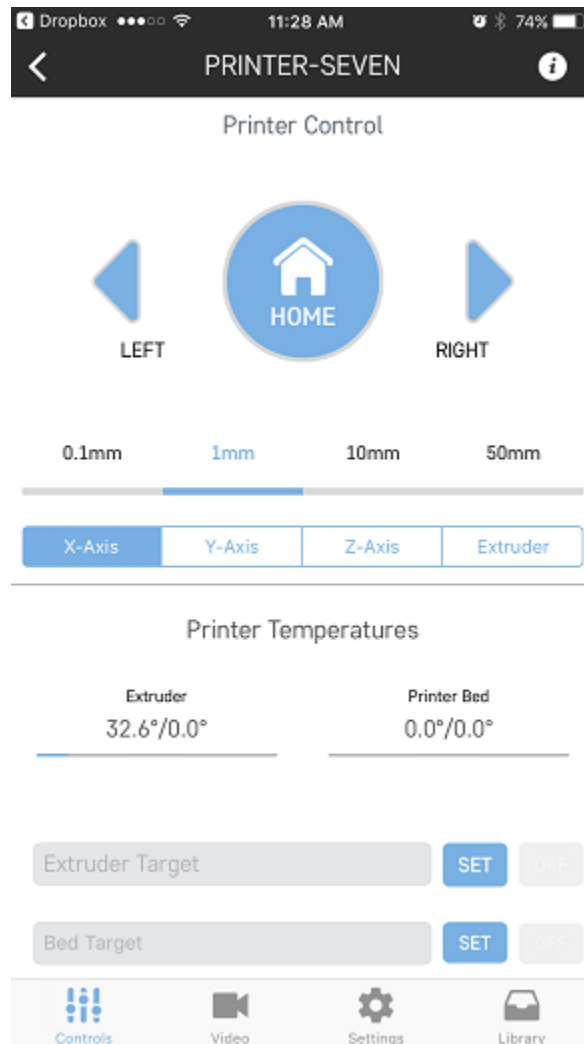 Dropbox 11:28 AM 74%
PRINTER-SEVEN
Printer Control
HOME
LEFT RIGHT
0.1mm 1mm 10mm 50mm
X-Axis Y-Axis Z-Axis Extruder
Printer Temperatures
Extruder Printer Bed
32.6°/0.0° 0.0°/0.0°
Extruder Target SET OFF
Bed Target SET OFF
Controls Video Settings Library